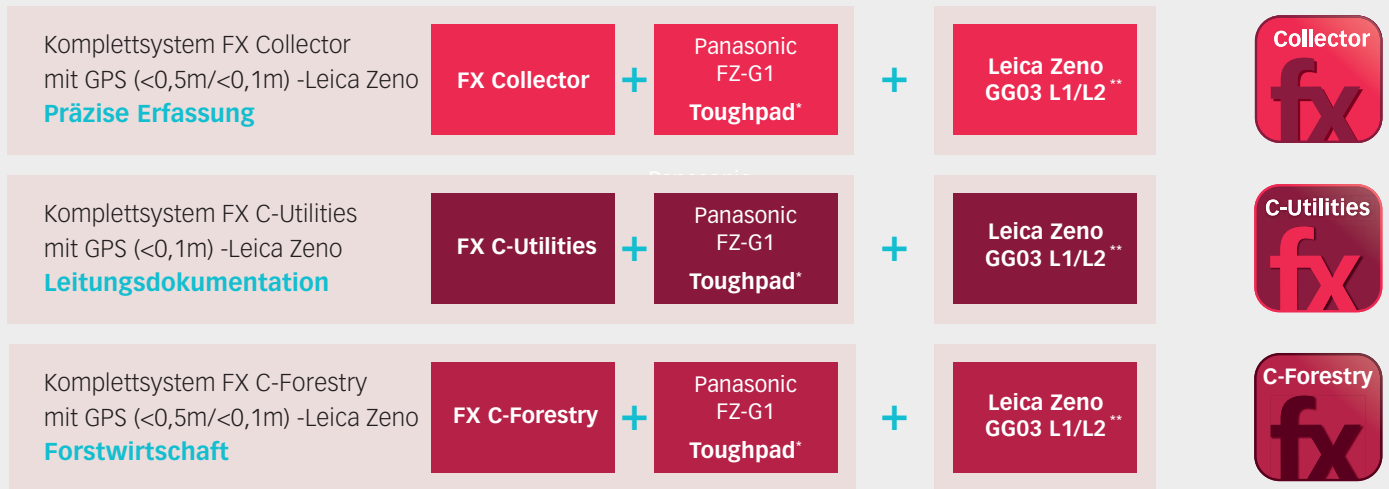 Komplettsystem FX Collector
mit GPS (<0,5m/<0,1m) -Leica Zeno
Präzise Erfassung
FX Collector
+
Panasonic
FZ-G1
Toughpad*
+
Leica Zeno
GG03 L1/L2**
Collector
fx
Panasonic
Komplettsystem FX C-Utilities
mit GPS (<0,1m) -Leica Zeno
Leitungsdokumentation
FX C-Utilities
+
Panasonic
FZ-G1
Toughpad*
+
Leica Zeno
GG03 L1/L2**
C-Utilities
fx
Komplettsystem FX C-Forestry
mit GPS (<0,5m/<0,1m) -Leica Zeno
Forstwirtschaft
FX C-Forestry
+
Panasonic
FZ-G1
Toughpad*
+
Leica Zeno
GG03 L1/L2**
C-Forestry
fx